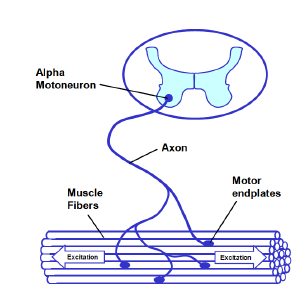 Alpha
Motoneuron
Axon
Muscle
Fibers
Motor
endplates
Excitation
Excitation